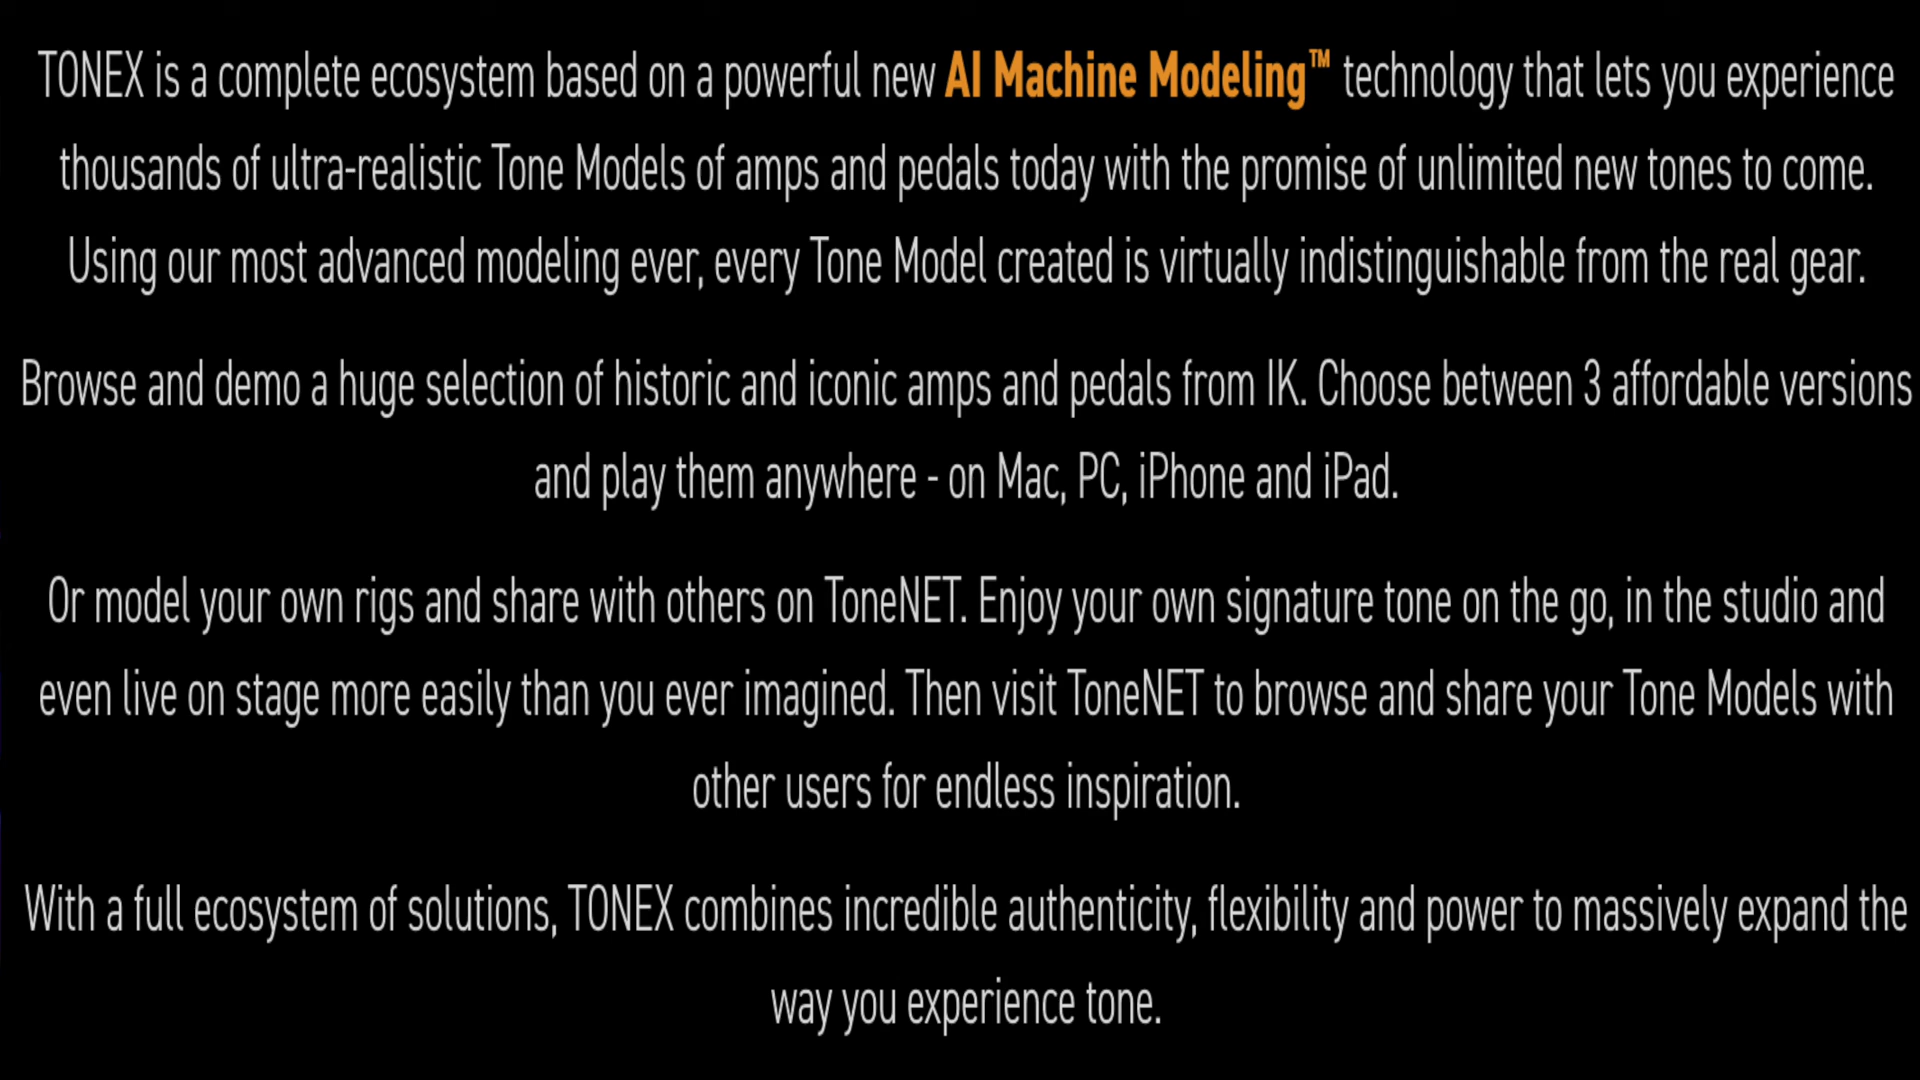 TONEX is a complete ecosystem based on a powerful new AI Machine Modeling™ technology that lets you experience
thousands of ultra-realistic Tone Models of amps and pedals today with the promise of unlimited new tones to come.
Using our most advanced modeling ever, every Tone Model created is virtually indistinguishable from the real gear.
Browse and demo a huge selection of historic and iconic amps and pedals from IK. Choose between 3 affordable versions
and play them anywhere - on Mac, PC, iPhone and iPad.
Or model your own rigs and share with others on ToneNET. Enjoy your own signature tone on the go, in the studio and
even live on stage more easily than you ever imagined. Then visit ToneNET to browse and share your Tone Models with
other users for endless inspiration.
With a full ecosystem of solutions, TONEX combines incredible authenticity, flexibility and power to massively expand the
way you experience tone.